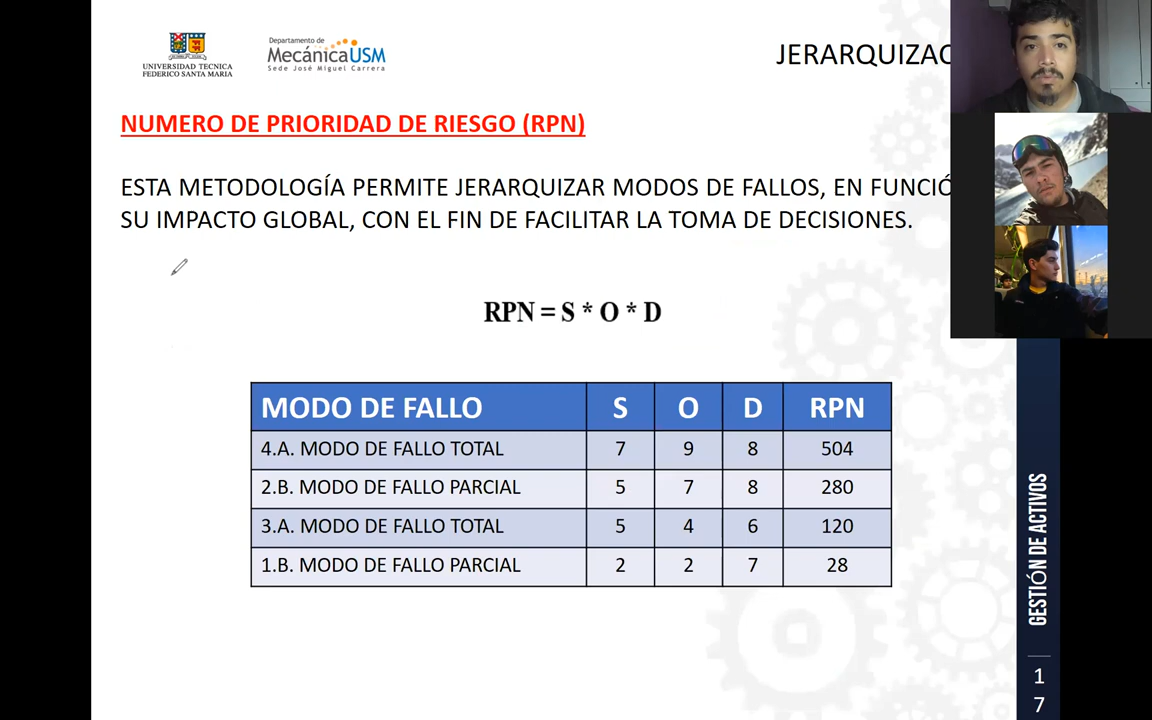 UNIVERSIDAD TECNICA
FEDERICO SANTA MARIA
Departamento de
MecánicaUSM
Sede José Miguel Carrera
JERARQUIZAC
NUMERO DE PRIORIDAD DE RIESGO (RPN)
ESTA METODOLOGÍA PERMITE JERARQUIZAR MODOS DE FALLOS, EN FUNCIÓ
SU IMPACTO GLOBAL, CON EL FIN DE FACILITAR LA TOMA DE DECISIONES.
RPN = S * O * D
MODO DE FALLO S O D RPN
4.A. MODO DE FALLO TOTAL 7 9 8 504
2.B. MODO DE FALLO PARCIAL 5 7 8 280
3.A. MODO DE FALLO TOTAL 5 4 6 120
1.B. MODO DE FALLO PARCIAL 2 2 7 28
GESTIÓN DE ACTIVOS
1
7